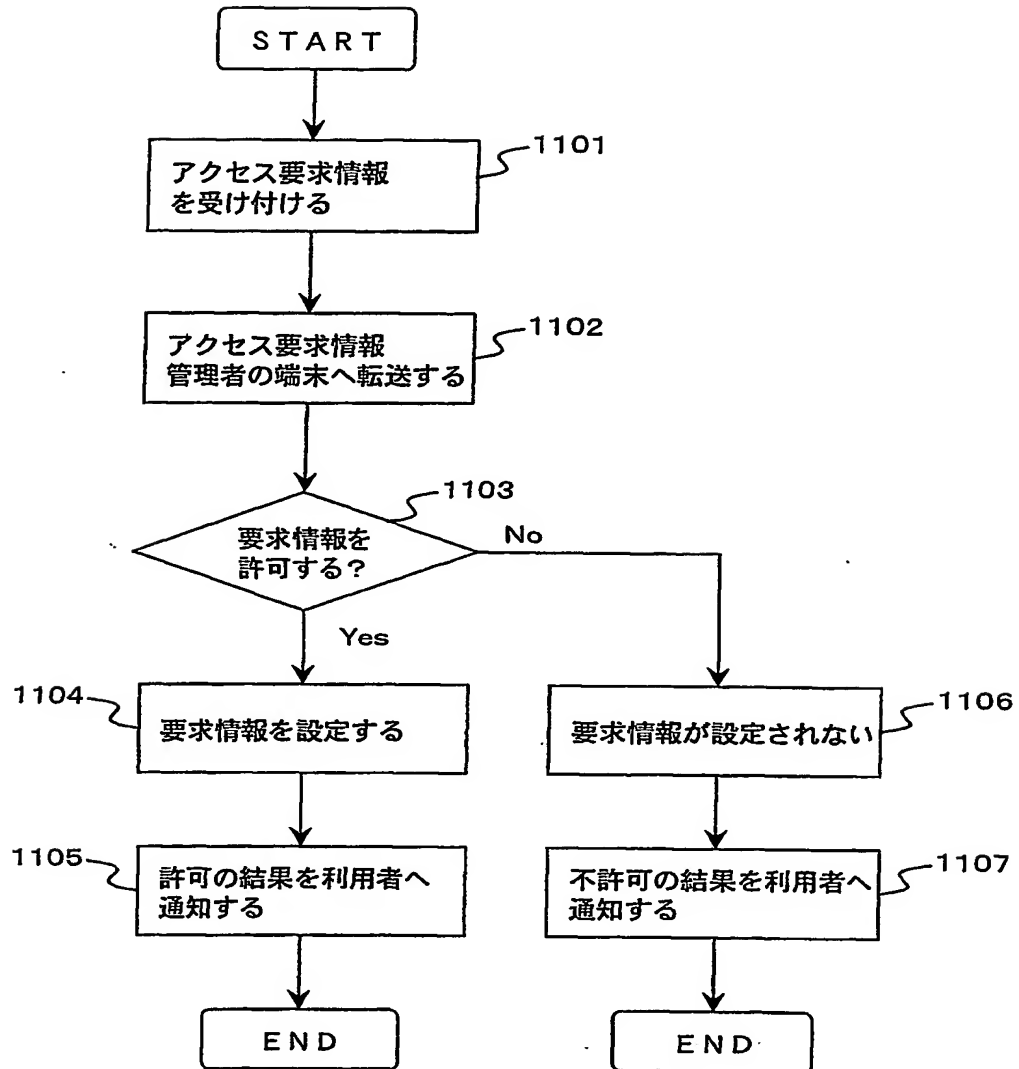 START
1101
アクセス要求情報
を受け付ける
1102
アクセス要求情報
管理者の端末へ転送する
1103
要求情報を
許可する？
No
Yes
1104
要求情報を設定する
1106
要求情報が設定されない
1105
許可の結果を利用者へ
通知する
1107
不許可の結果を利用者へ
通知する
END
END